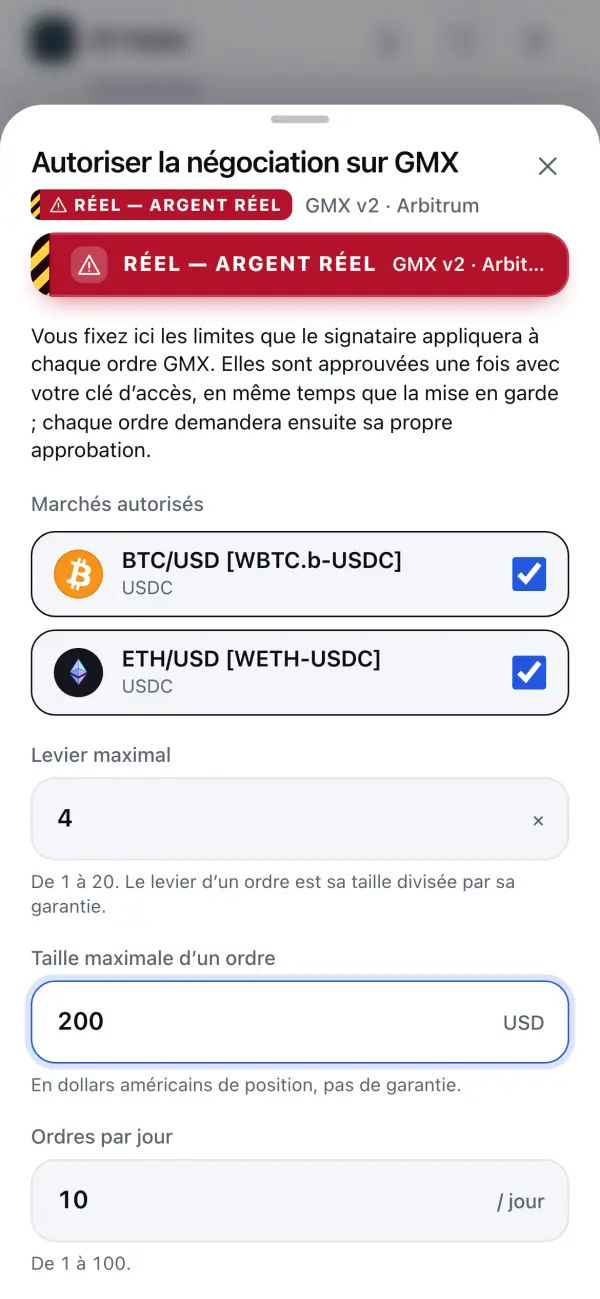 Autoriser la négociation sur GMX
RÉEL — ARGENT RÉEL GMX v2 · Arbitrum
RÉEL — ARGENT RÉEL GMX v2 · Arbit...
Vous fixez ici les limites que le signataire appliquera à
chaque ordre GMX. Elles sont approuvées une fois avec
votre clé d’accès, en même temps que la mise en garde
; chaque ordre demandera ensuite sa propre
approbation.
Marchés autorisés
BTC/USD [WBTC.b-USDC]
USDC
ETH/USD [WETH-USDC]
USDC
Levier maximal
4 ×
De 1 à 20. Le levier d’un ordre est sa taille divisée par sa
garantie.
Taille maximale d’un ordre
200 USD
En dollars américains de position, pas de garantie.
Ordres par jour
10 / jour
De 1 à 100.